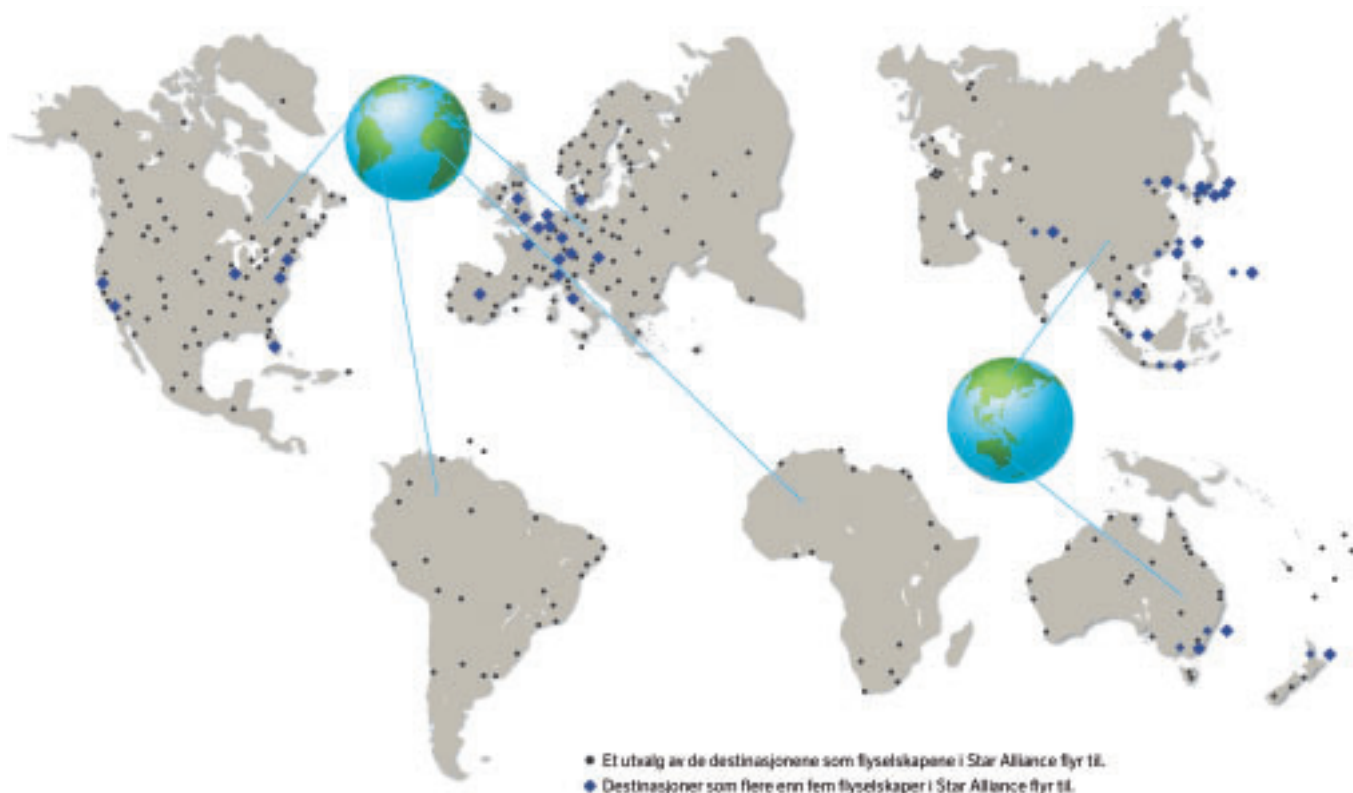 Et utvalg av de destinasjonene som flyselskapene i Star Alliance flyr til.
Destinasjoner som flere enn fem flyselskaper i Star Alliance flyr til.